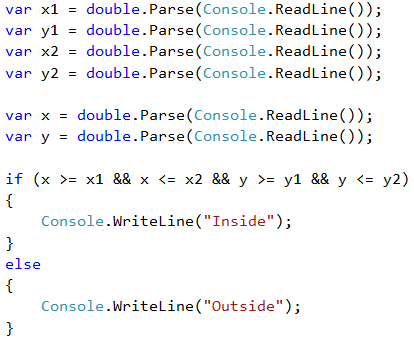 var x1 = double.Parse(Console.ReadLine());
var y1 = double.Parse(Console.ReadLine());
var x2 = double.Parse(Console.ReadLine());
var y2 = double.Parse(Console.ReadLine());

var x = double.Parse(Console.ReadLine());
var y = double.Parse(Console.ReadLine());

if (x >= x1 && x <= x2 && y >= y1 && y <= y2)
{
    Console.WriteLine("Inside");
}
else
{
    Console.WriteLine("Outside");
}